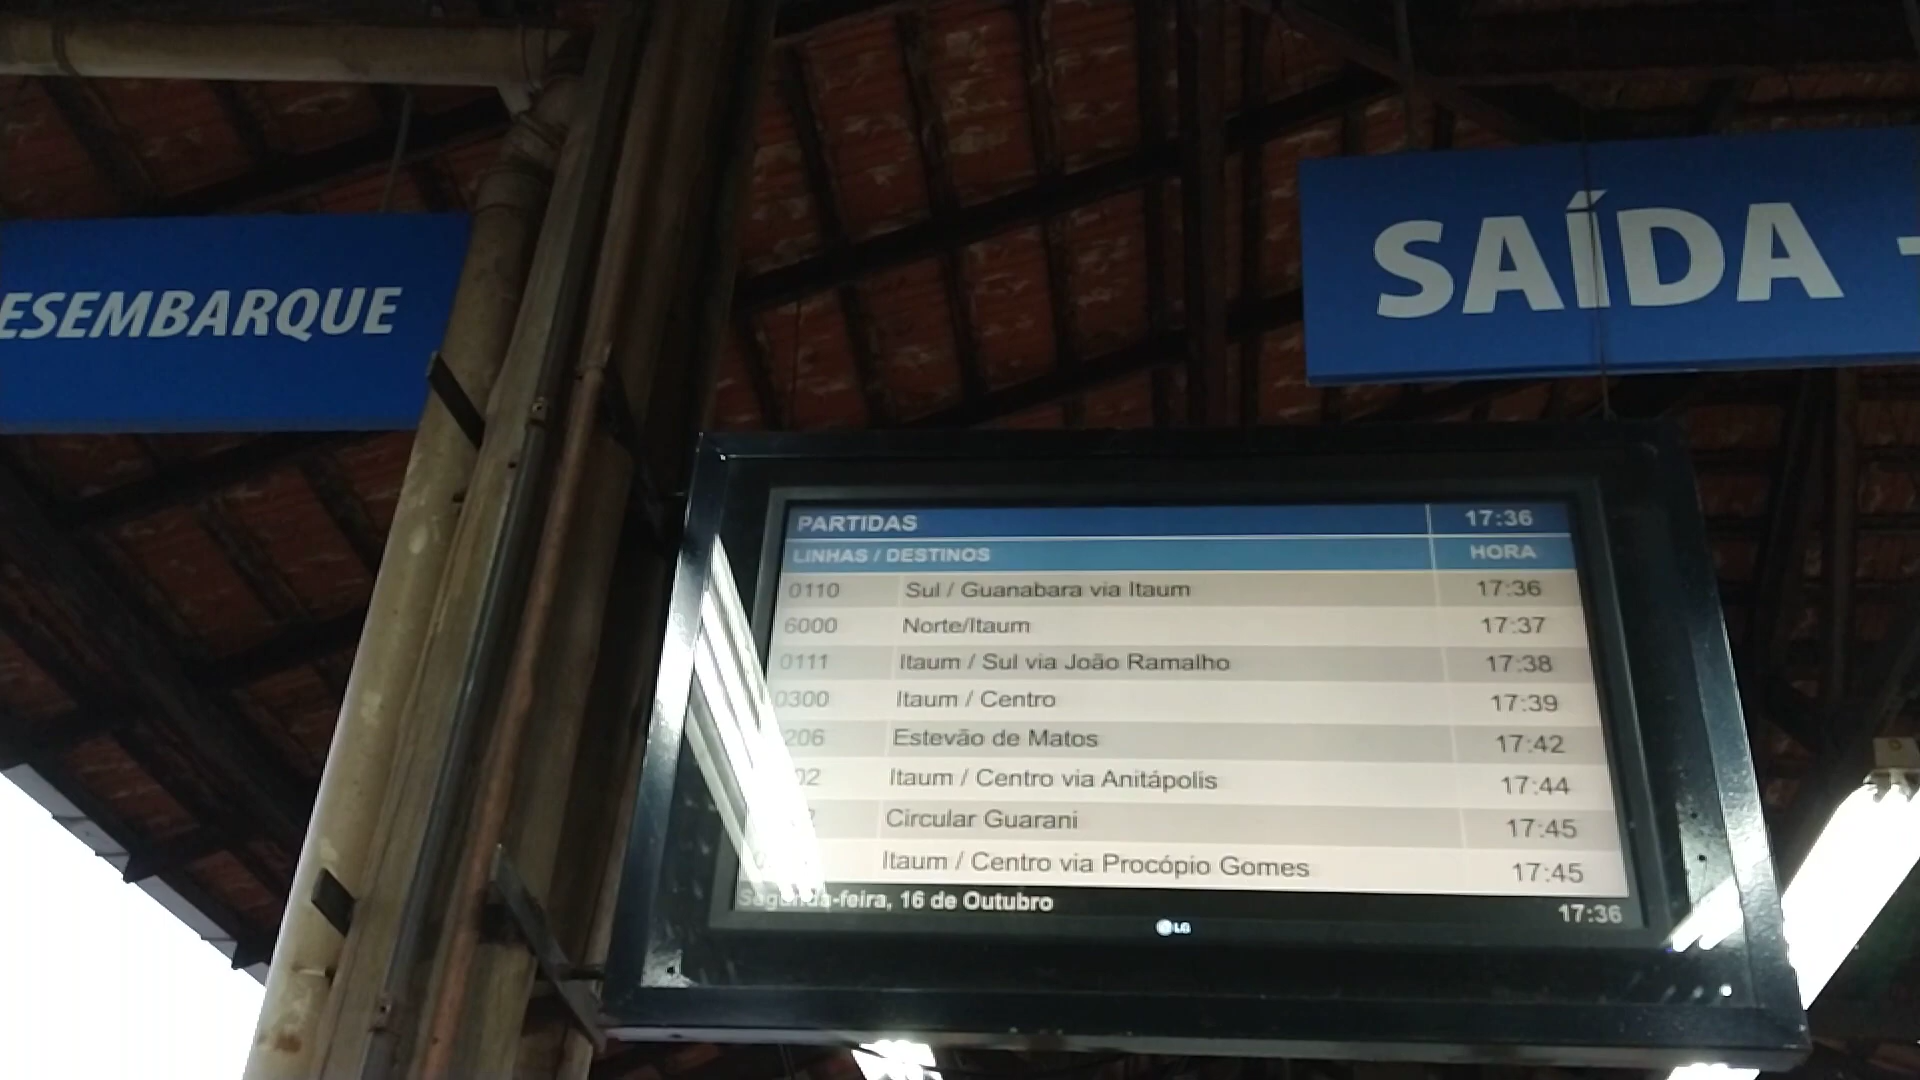 ESEMBARQUE
SAÍDA
PARTIDAS 17:36
LINHAS / DESTINOS HORA
0110 Sul / Guanabara via Itaum 17:36
6000 Norte/Itaum 17:37
0111 Itaum / Sul via João Ramalho 17:38
0300 Itaum / Centro 17:39
206 Estevão de Matos 17:42
02 Itaum / Centro via Anitápolis 17:44
Circular Guarani 17:45
Itaum / Centro via Procópio Gomes 17:45
Segunda-feira, 16 de Outubro 17:36
LG